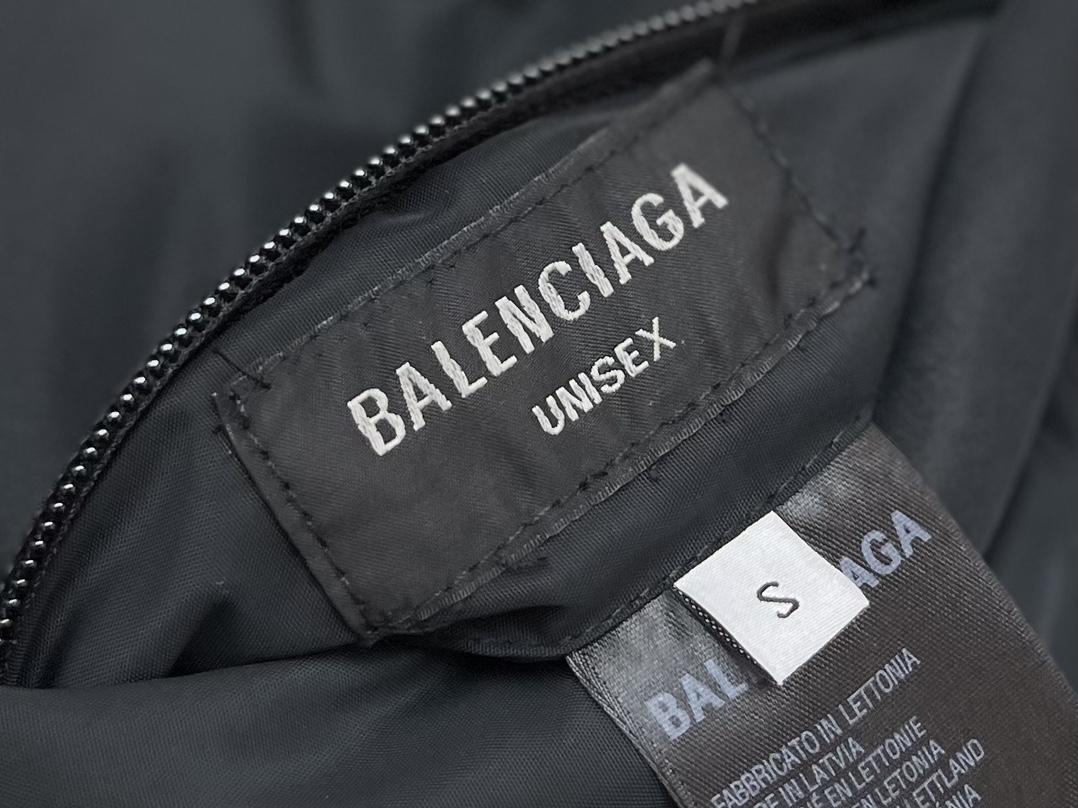 BALENCIAGA
UNISEX
S
BAL AGA
FABBRICATO IN LETTONIA
IN LATVIA
EN LETTONIE
EN LETONIA
LETTLAND